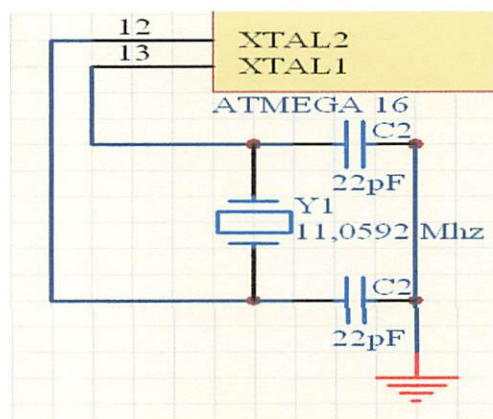 12
XTAL2
13
XTAL1
ATMEGA 16
C2
22pF
Y1
11,0592 Mhz
C2
22pF